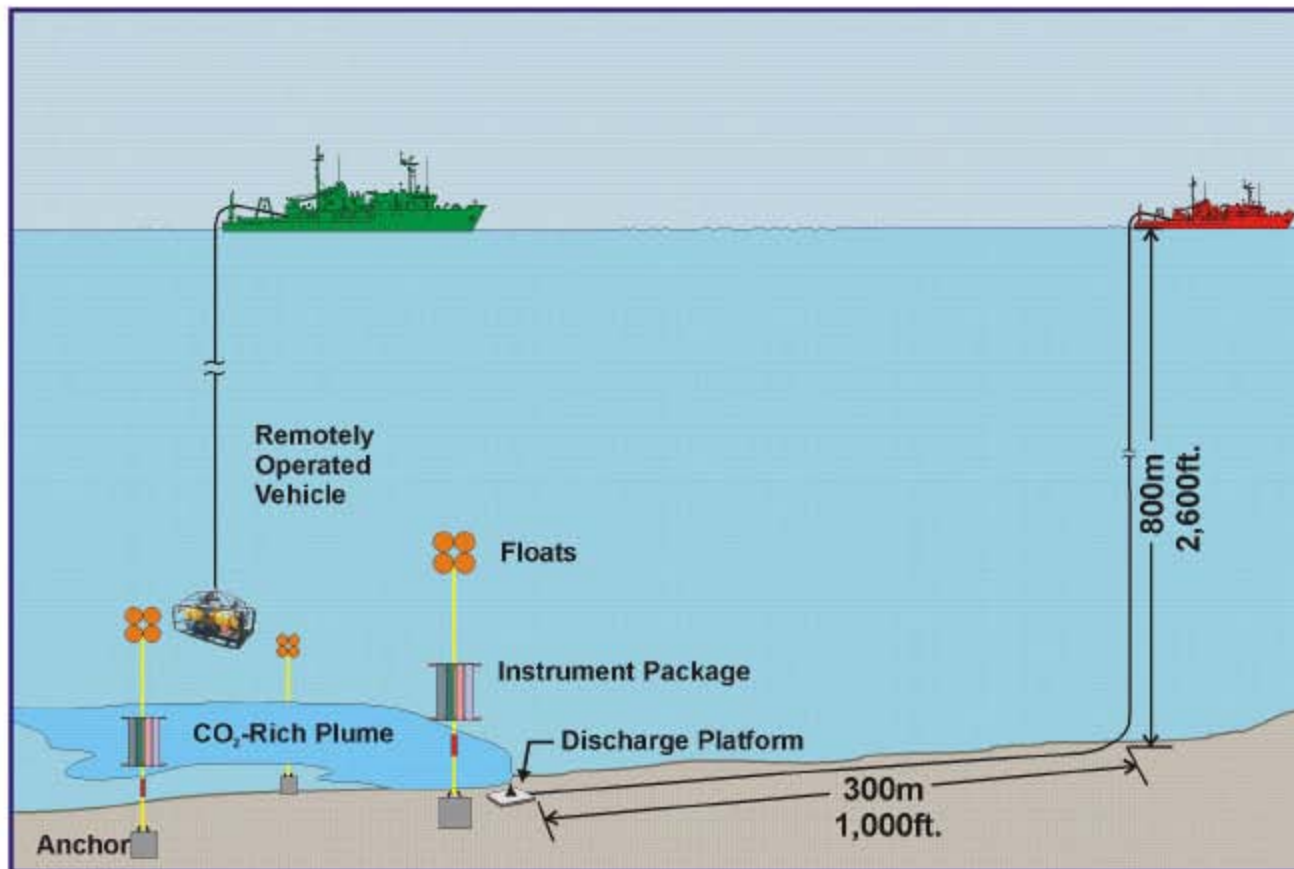 Remotely
Operated
Vehicle
800m
2,600ft.
Floats
Instrument Package
CO₂-Rich Plume
Discharge Platform
300m
1,000ft.
Anchor